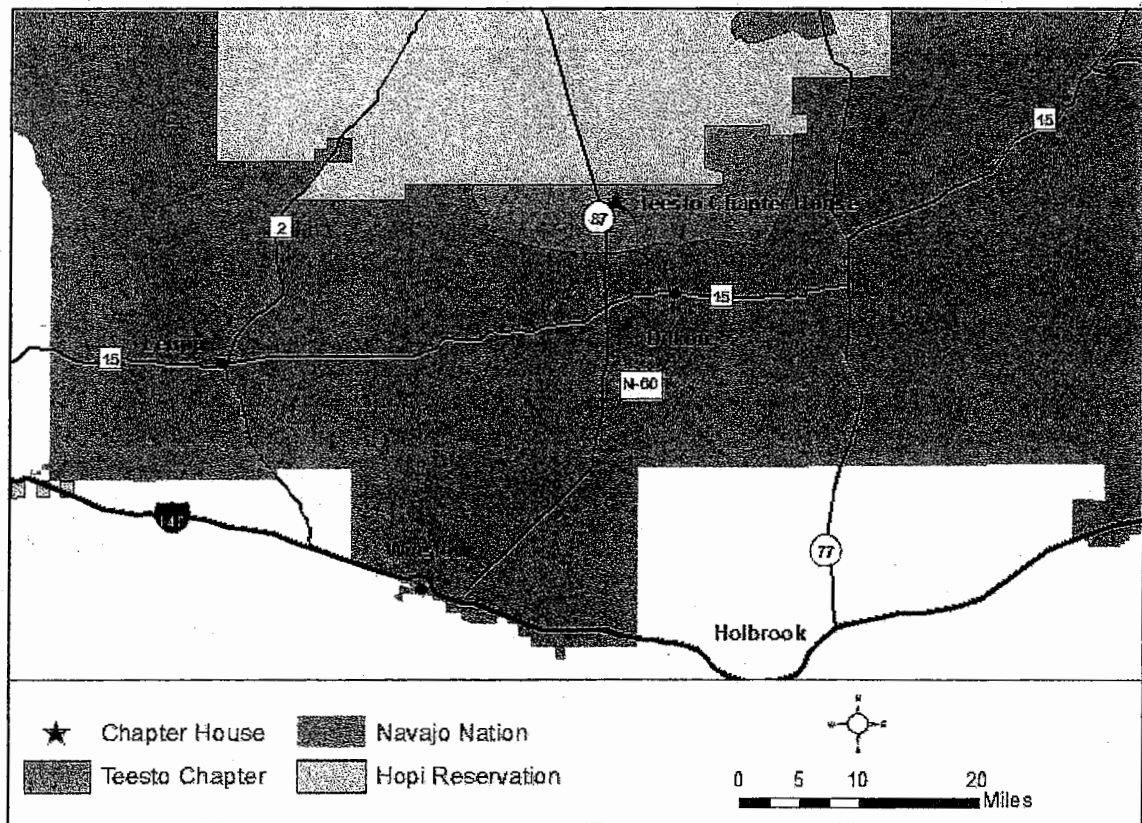 15
2
87
Teesto Chapter House
15
15
Dilkon
N-60
77
Holbrook
Chapter House
Navajo Nation
Teesto Chapter
Hopi Reservation
N
W
E
S
0 5 10 20
Miles